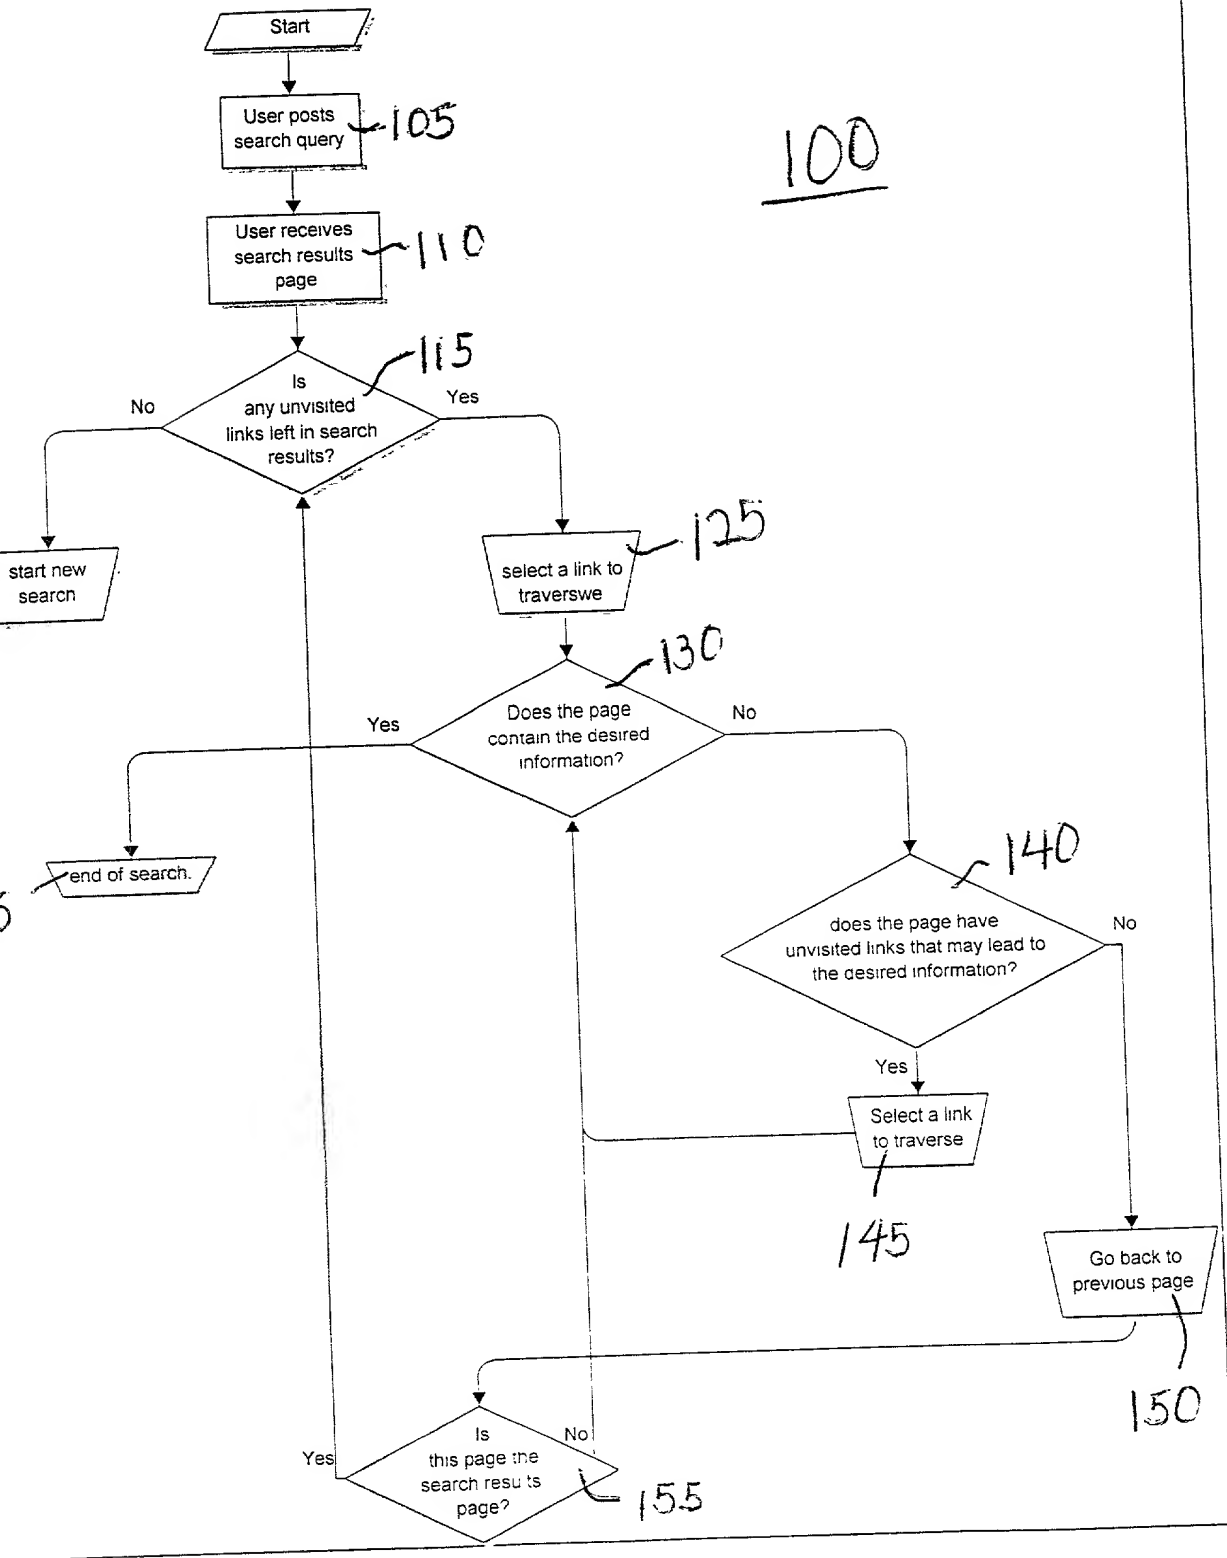 Start
User posts
search query
105
100
User receives
search results
page
110
115
Is
any unvisited
links left in search
results?
No
Yes
start new
search
125
select a link to
traverswe
130
Does the page
contain the desired
information?
Yes
No
end of search.
140
does the page have
unvisited links that may lead to
the desired information?
No
Yes
Select a link
to traverse
145
Go back to
previous page
150
Is
this page the
search results
page?
Yes
No
155